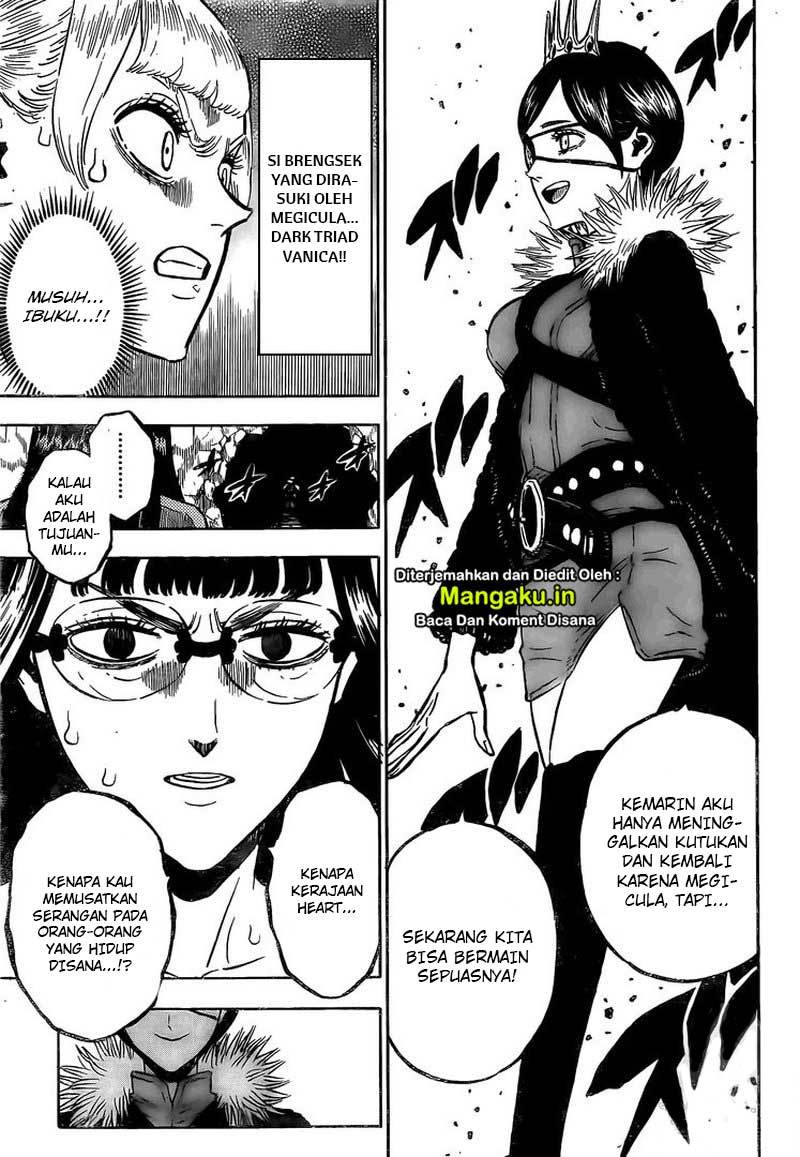 KEMARIN AKU
HANYA MENING-
GALKAN KUTUKAN
DAN KEMBALI
KARENA MEGI-
CULA, TAPI...
SEKARANG KITA
BISA BERMAIN
SEPUASNYA!
Diterjemahkan dan Diedit Oleh :
Mangaku.in
Baca Dan Koment Disana
SI BRENGSEK
YANG DIRA-
SUKI OLEH
MEGICULA...
DARK TRIAD
VANICA!!
MUSUH...
IBUKU...!!
.........
KALAU
AKU
ADALAH
TUJUAN-
MU...
KENAPA
KERAJAAN
HEART...
KENAPA KAU
MEMUSATKAN
SERANGAN PADA
ORANG-ORANG
YANG HIDUP
DISANA...!?